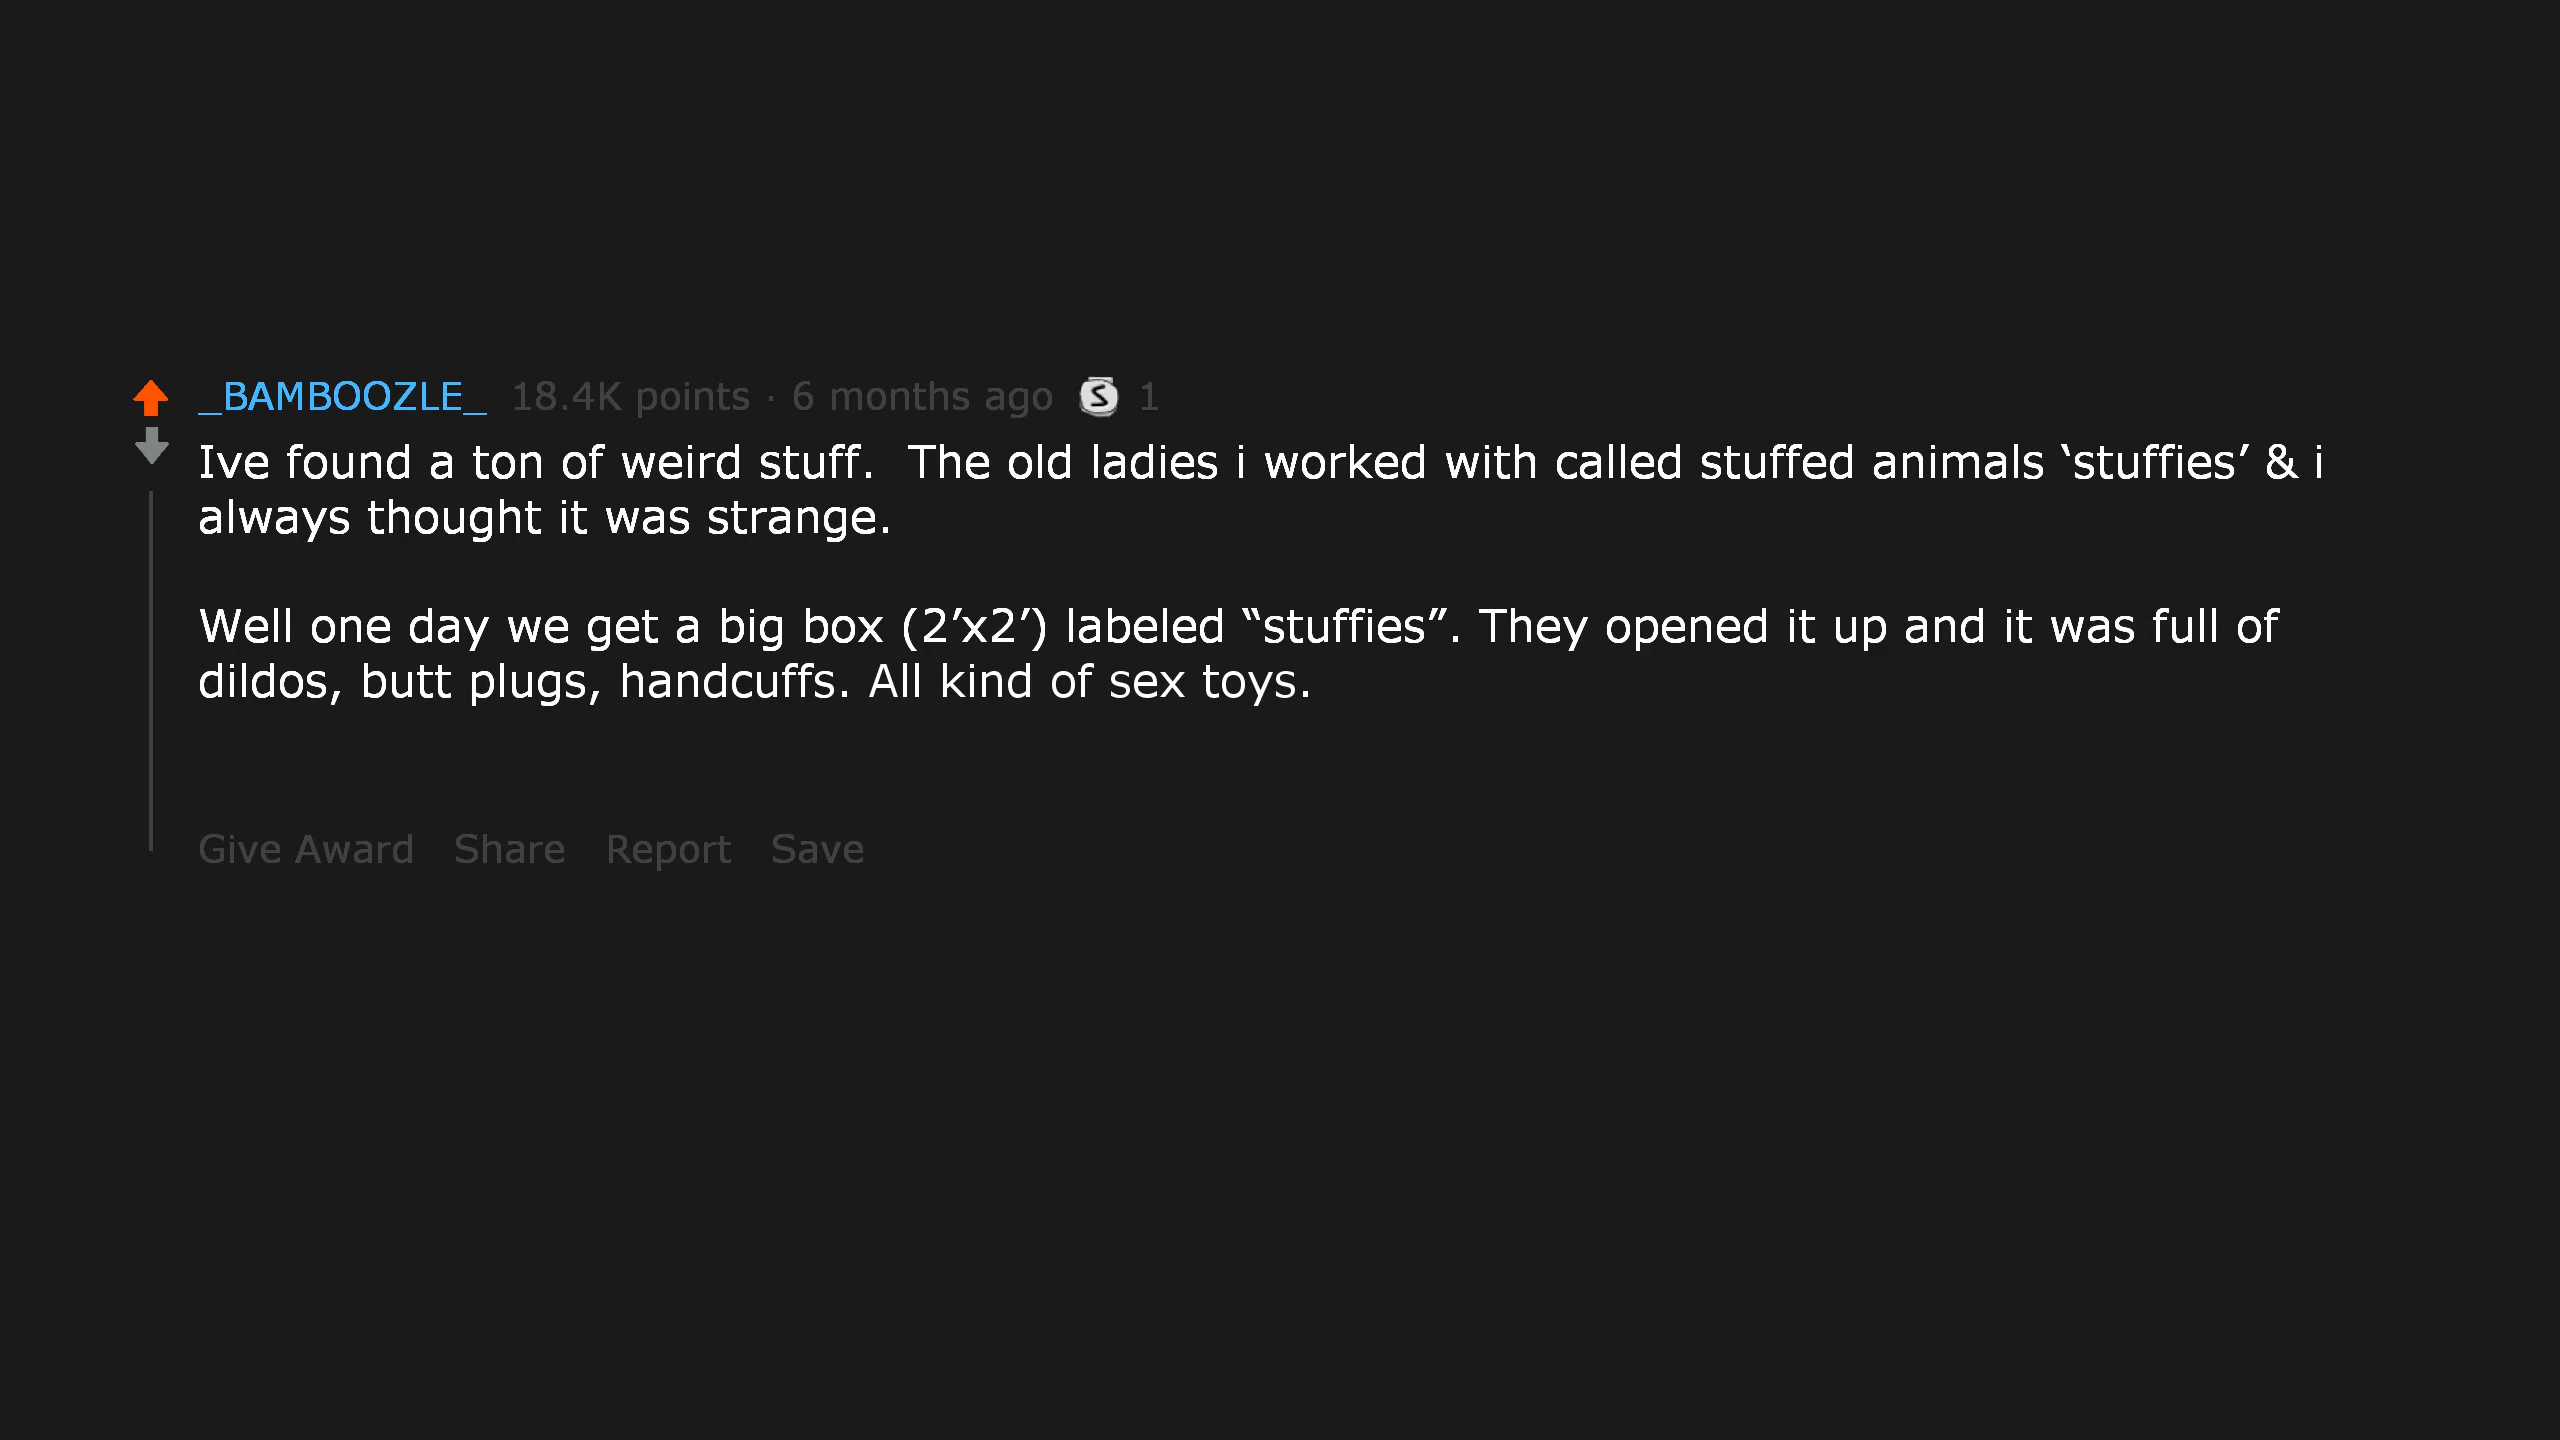 _BAMBOOZLE_ 18.4K points · 6 months ago S 1
Ive found a ton of weird stuff.  The old ladies i worked with called stuffed animals ‘stuffies’ & i
always thought it was strange.
Well one day we get a big box (2’x2’) labeled “stuffies”. They opened it up and it was full of
dildos, butt plugs, handcuffs. All kind of sex toys.
Give Award Share Report Save